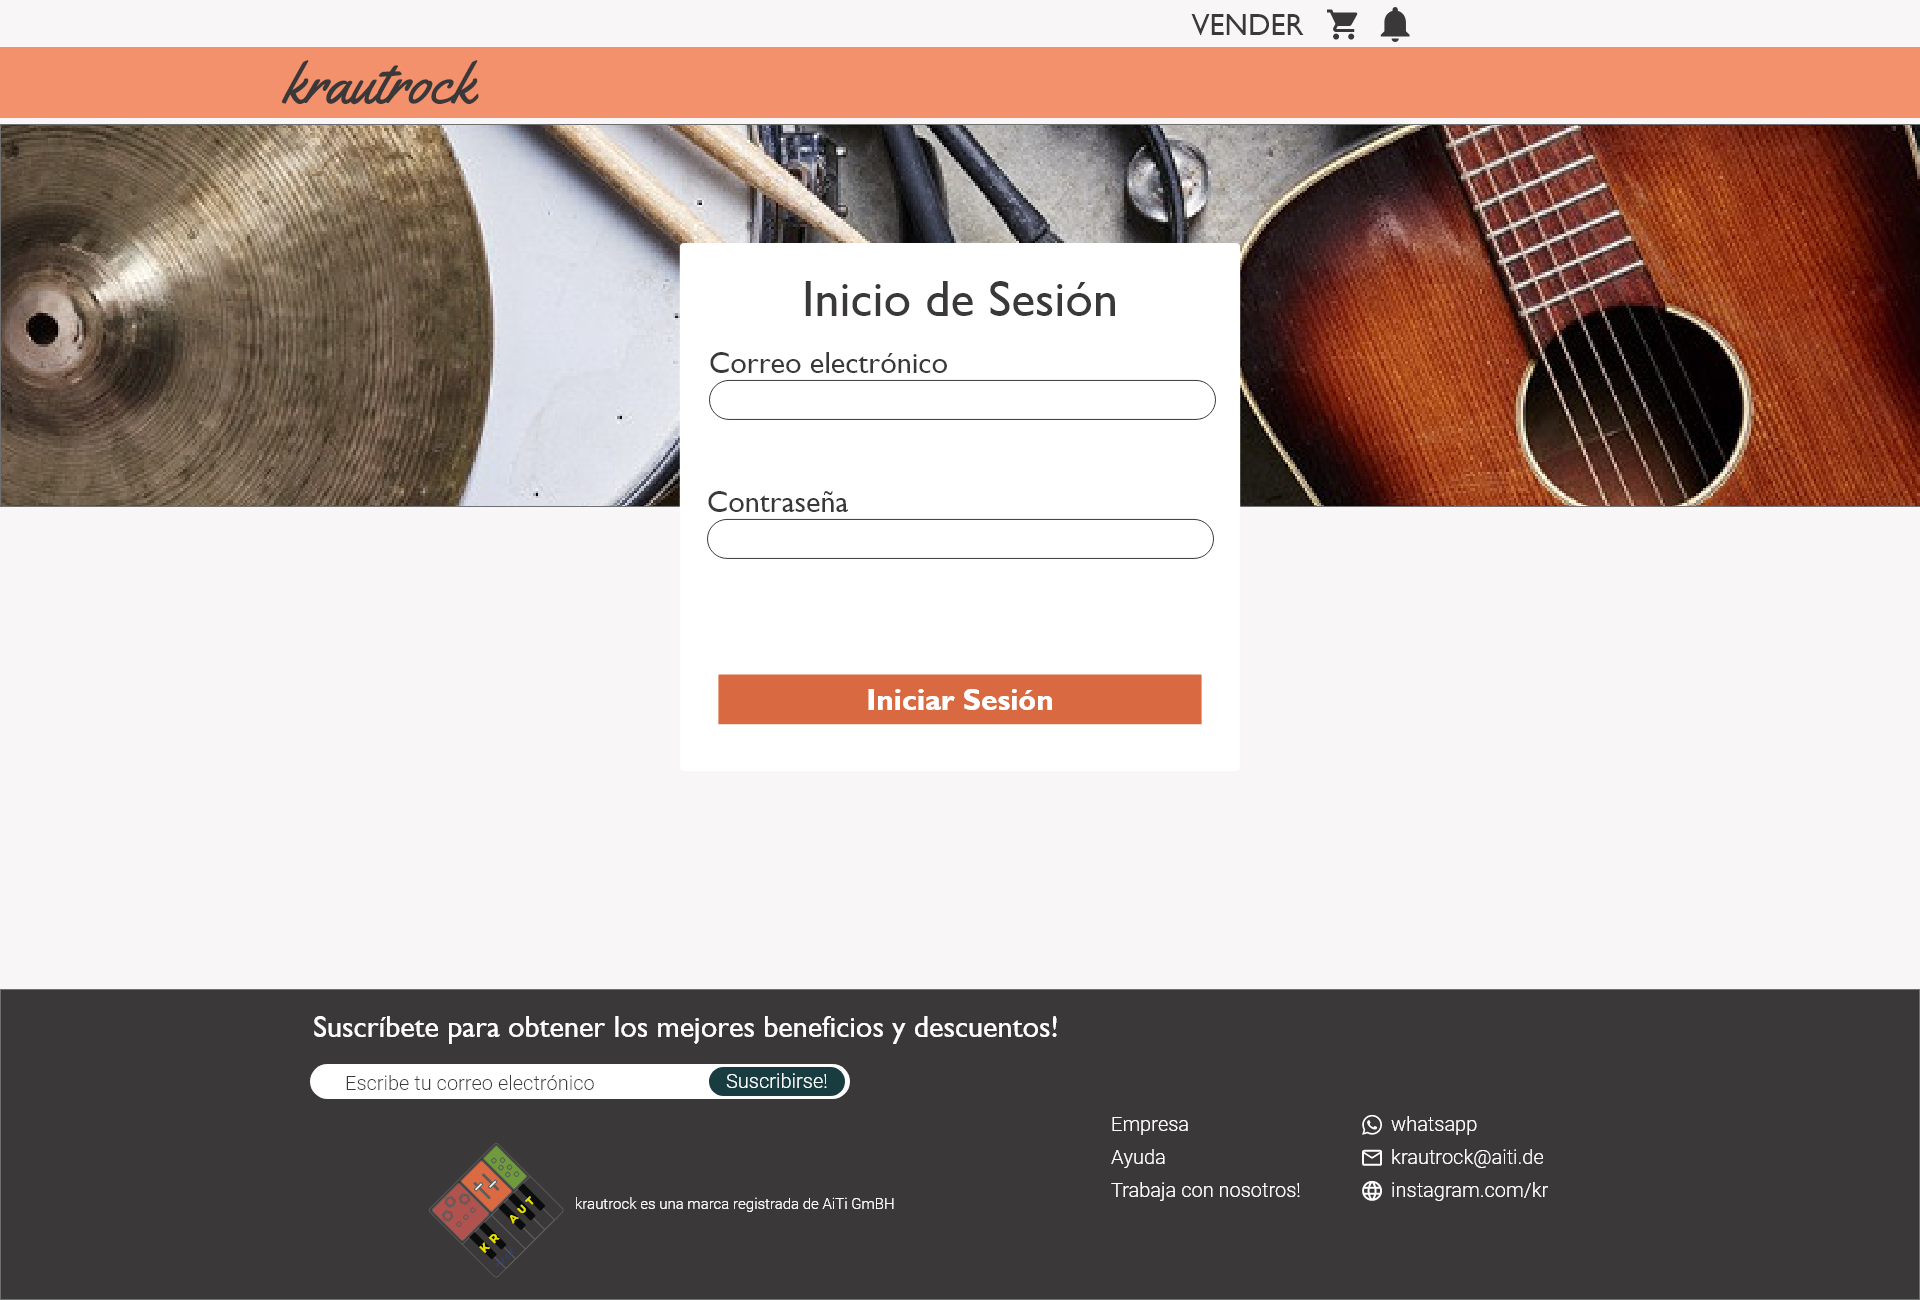 VENDER
krautrock
Inicio de Sesión
Correo electrónico
Contraseña
Iniciar Sesión
Suscríbete para obtener los mejores beneficios y descuentos!
Escribe tu correo electrónico
Suscribirse!
Empresa
whatsapp
Ayuda
krautrock@aiti.de
Trabaja con nosotros!
instagram.com/kr
KR AUT
krautrock es una marca registrada de AiTi GmBH